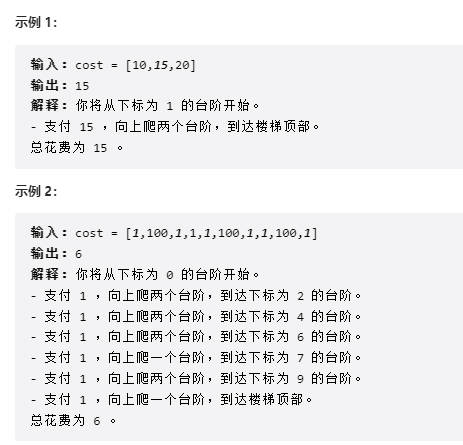 示例 1：
输入：cost = [10,15,20]
输出：15
解释：你将从下标为 1 的台阶开始。
- 支付 15 ，向上爬两个台阶，到达楼梯顶部。
总花费为 15 。
示例 2：
输入：cost = [1,100,1,1,1,100,1,1,100,1]
输出：6
解释：你将从下标为 0 的台阶开始。
- 支付 1 ，向上爬两个台阶，到达下标为 2 的台阶。
- 支付 1 ，向上爬两个台阶，到达下标为 4 的台阶。
- 支付 1 ，向上爬两个台阶，到达下标为 6 的台阶。
- 支付 1 ，向上爬一个台阶，到达下标为 7 的台阶。
- 支付 1 ，向上爬两个台阶，到达下标为 9 的台阶。
- 支付 1 ，向上爬一个台阶，到达楼梯顶部。
总花费为 6 。